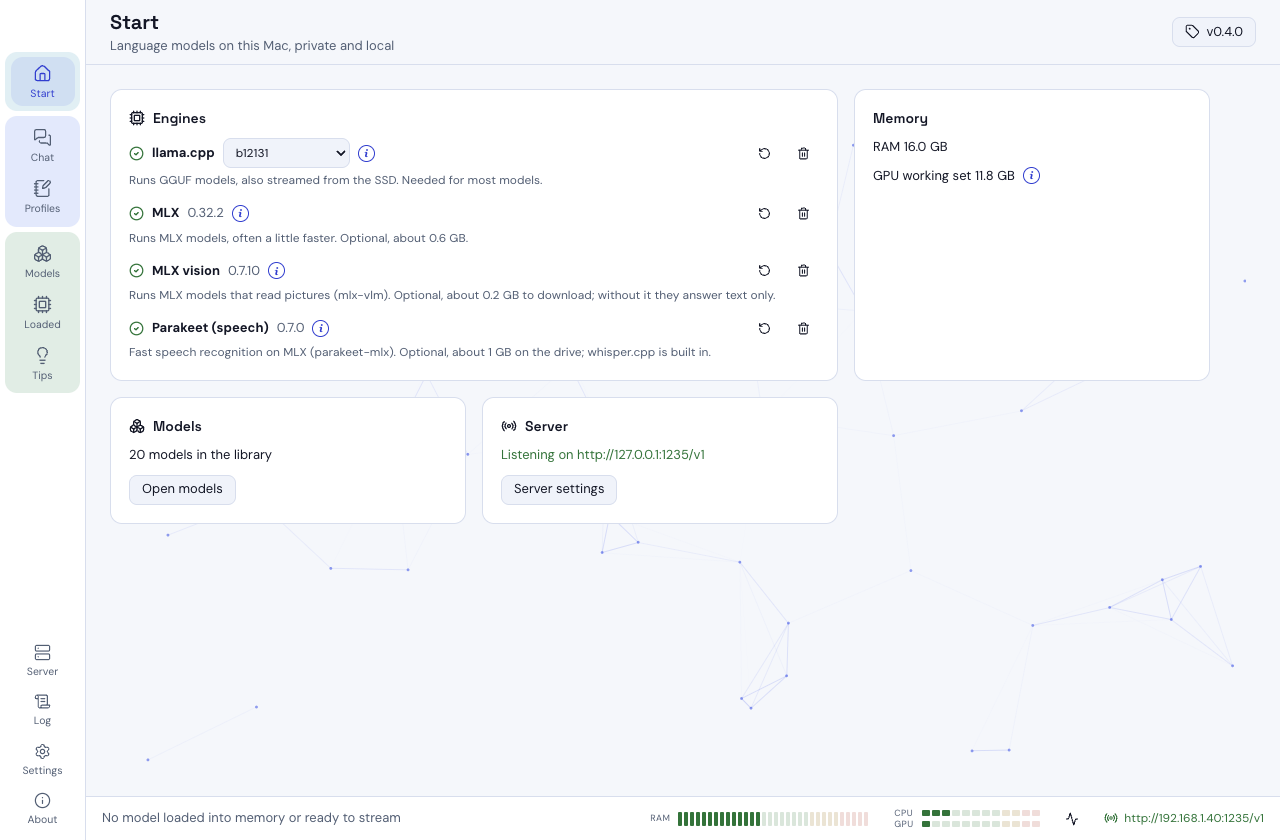 Start
Language models on this Mac, private and local
v0.4.0
Start
Chat
Profiles
Models
Loaded
Tips
Server
Log
Settings
About
Engines
llama.cpp b12131
Runs GGUF models, also streamed from the SSD. Needed for most models.
MLX 0.32.2
Runs MLX models, often a little faster. Optional, about 0.6 GB.
MLX vision 0.7.10
Runs MLX models that read pictures (mlx-vlm). Optional, about 0.2 GB to download; without it they answer text only.
Parakeet (speech) 0.7.0
Fast speech recognition on MLX (parakeet-mlx). Optional, about 1 GB on the drive; whisper.cpp is built in.
Memory
RAM 16.0 GB
GPU working set 11.8 GB
Models
20 models in the library
Open models
Server
Listening on http://127.0.0.1:1235/v1
Server settings
No model loaded into memory or ready to stream
RAM
CPU
GPU
http://192.168.1.40:1235/v1